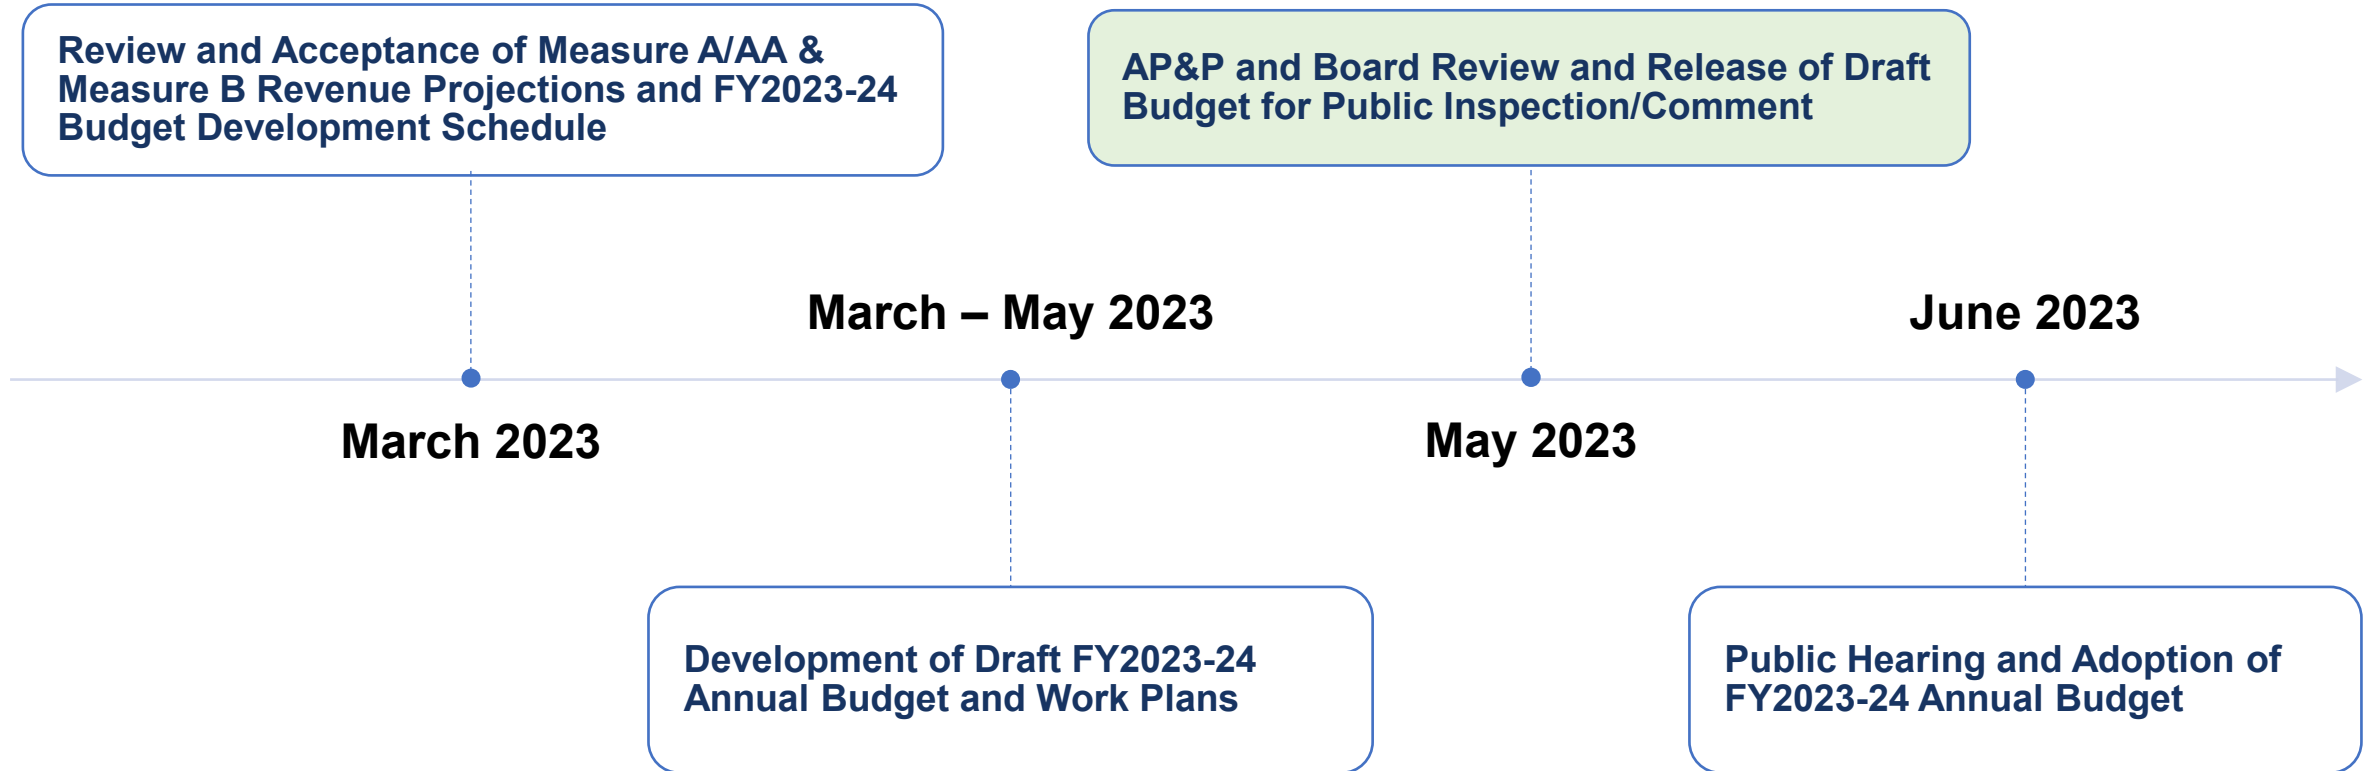 Review and Acceptance of Measure A/AA &
Measure B Revenue Projections and FY2023-24
Budget Development Schedule
AP&P and Board Review and Release of Draft
Budget for Public Inspection/Comment
March – May 2023
June 2023
March 2023
May 2023
Development of Draft FY2023-24
Annual Budget and Work Plans
Public Hearing and Adoption of
FY2023-24 Annual Budget